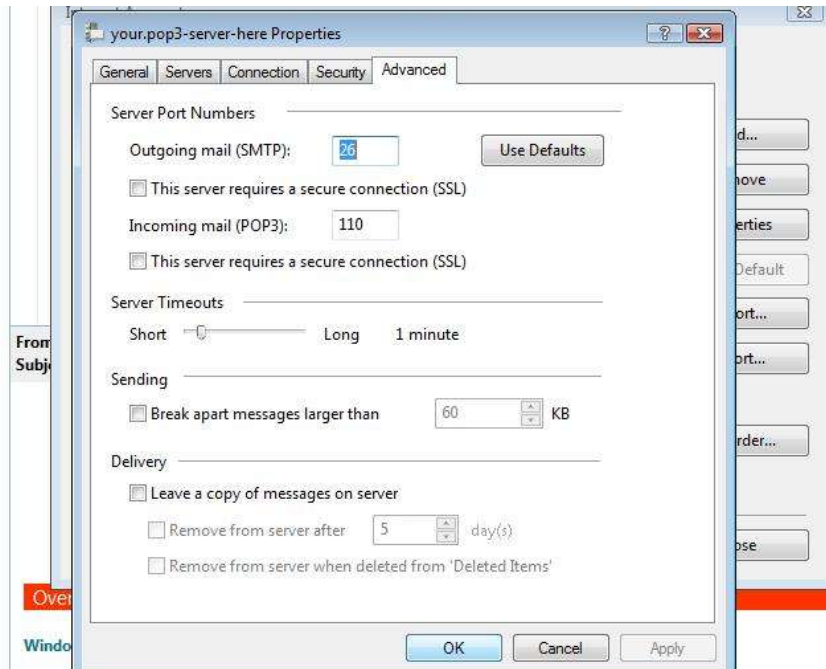 your.pop3-server-here Properties
General Servers Connection Security Advanced
Server Port Numbers
Outgoing mail (SMTP): 26 Use Defaults
This server requires a secure connection (SSL)
Incoming mail (POP3): 110
This server requires a secure connection (SSL)
Server Timeouts
Short Long 1 minute
Sending
Break apart messages larger than 60 KB
Delivery
Leave a copy of messages on server
Remove from server after 5 day(s)
Remove from server when deleted from 'Deleted Items'
OK Cancel Apply
d...
ove
erties
Default
ort...
ort...
rder...
ose
From
Subje
Over
Windo